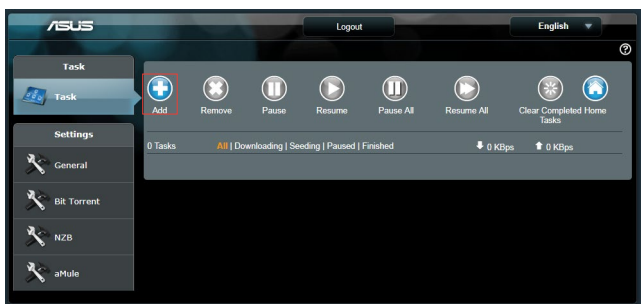 ASUS
Logout
English
?
Task
Task
Add
Remove
Pause
Resume
Pause All
Resume All
Clear Completed Tasks
Home
0 Tasks
All | Downloading | Seeding | Paused | Finished
0 KBps
0 KBps
Settings
General
Bit Torrent
NZB
aMule